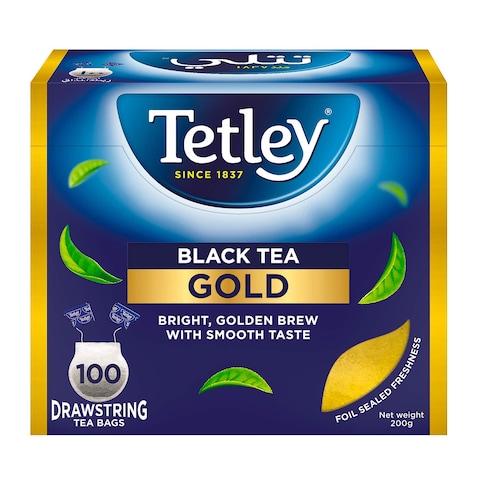 تتلي
Tetley®
SINCE 1837
BLACK TEA
GOLD
BRIGHT, GOLDEN BREW
WITH SMOOTH TASTE
100
DRAWSTRING
TEA BAGS
FOIL SEALED FRESHNESS
Net weight
200g